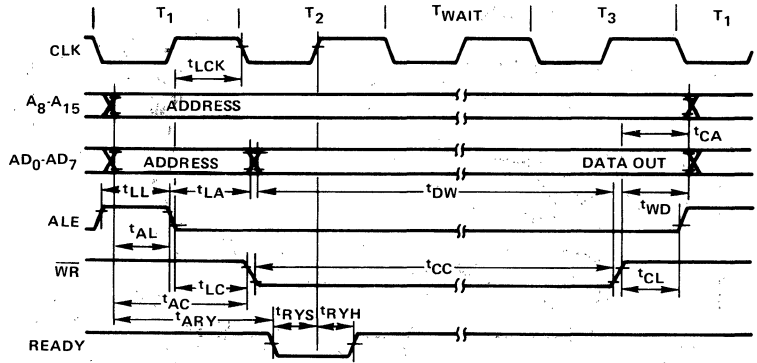 T1 T2 TWAIT T3 T1
CLK
tLCK
A8-A15 ADDRESS
tCA
AD0-AD7 ADDRESS DATA OUT
tLL tLA tDW
tWD
ALE
tAL
WR tCC
tLC tCL
tAC
tARY tRYS tRYH
READY